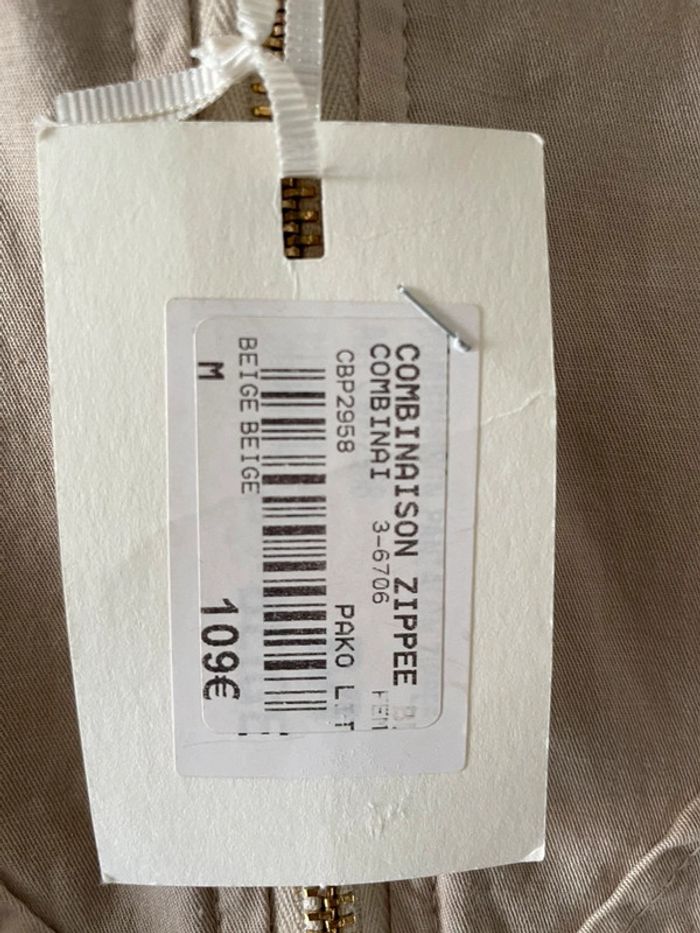 COMBINAISON ZIPPEE
COMBINAI 3-6706
CBP2958 PAKO
BEIGE BEIGE
M 109€